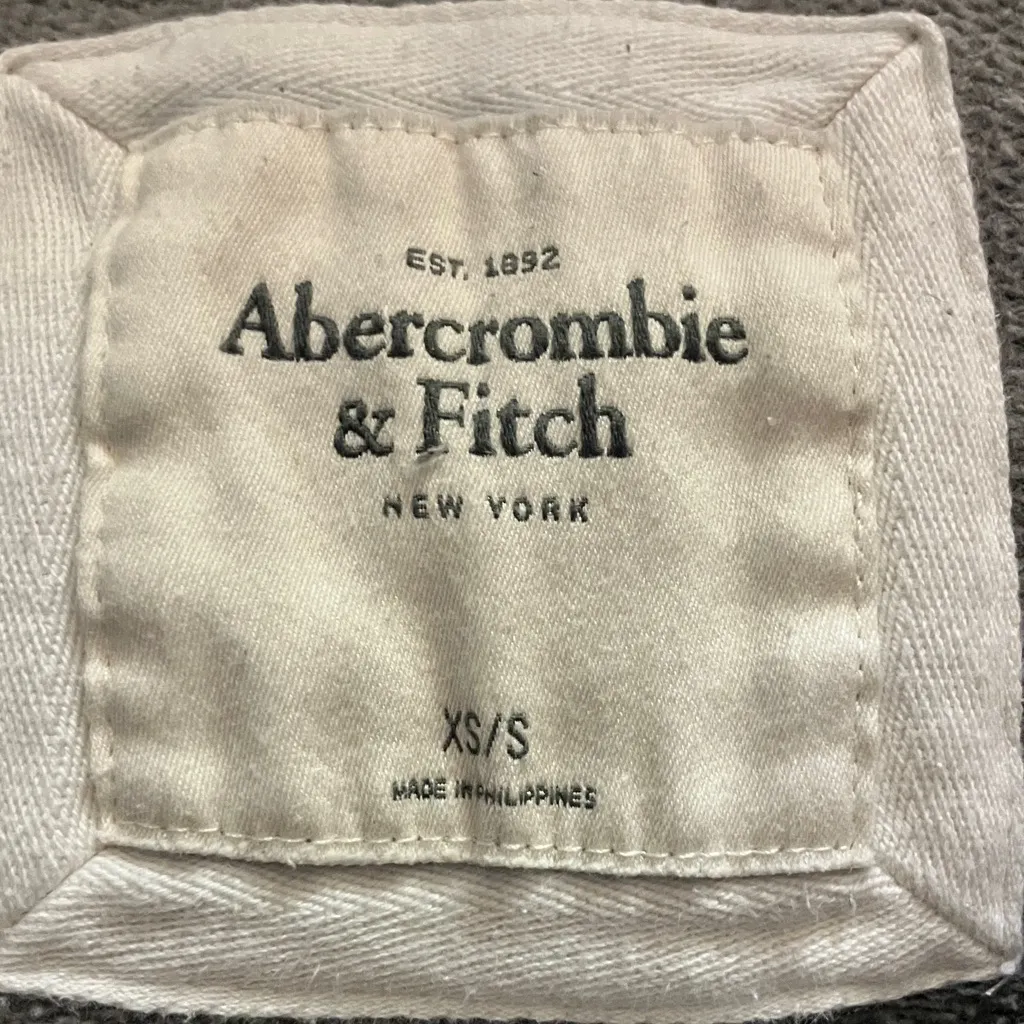 EST. 1892
Abercrombie
& Fitch
NEW YORK
XS/S
MADE IN PHILIPPINES